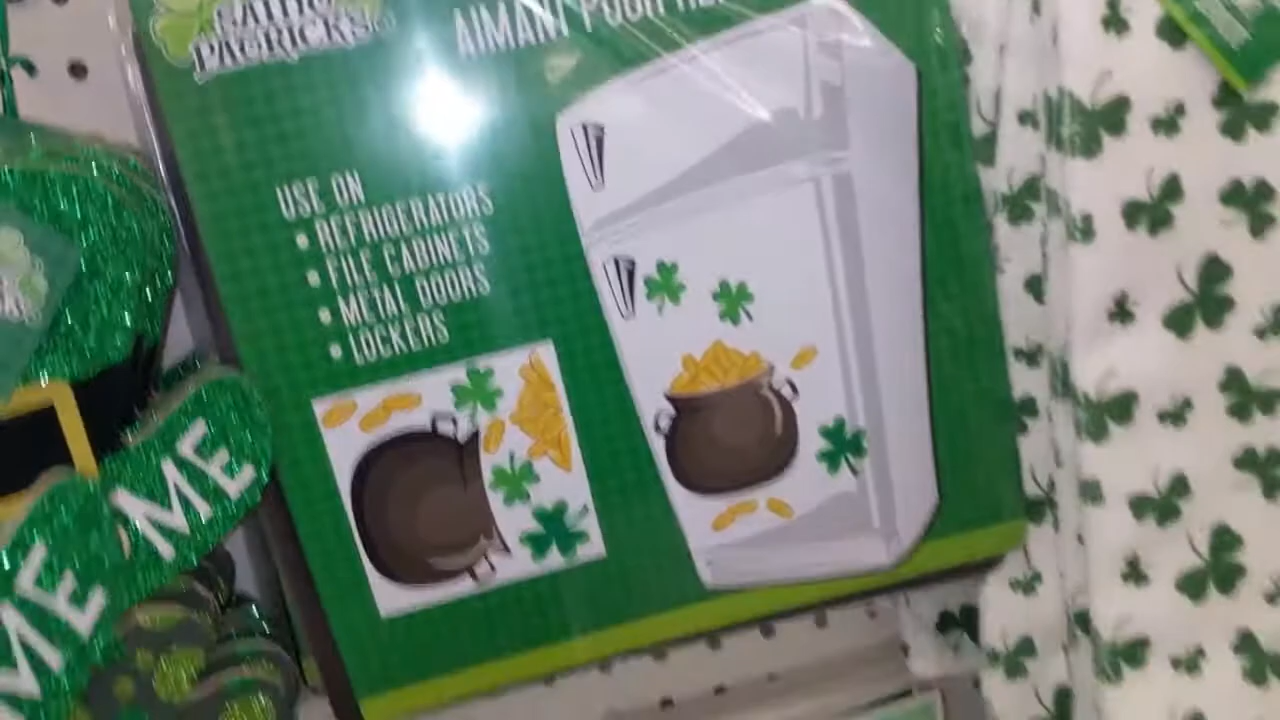 AIMANT POUR
USE ON
• REFRIGERATORS
• FILE CABINETS
• METAL DOORS
• LOCKERS
ME
ME